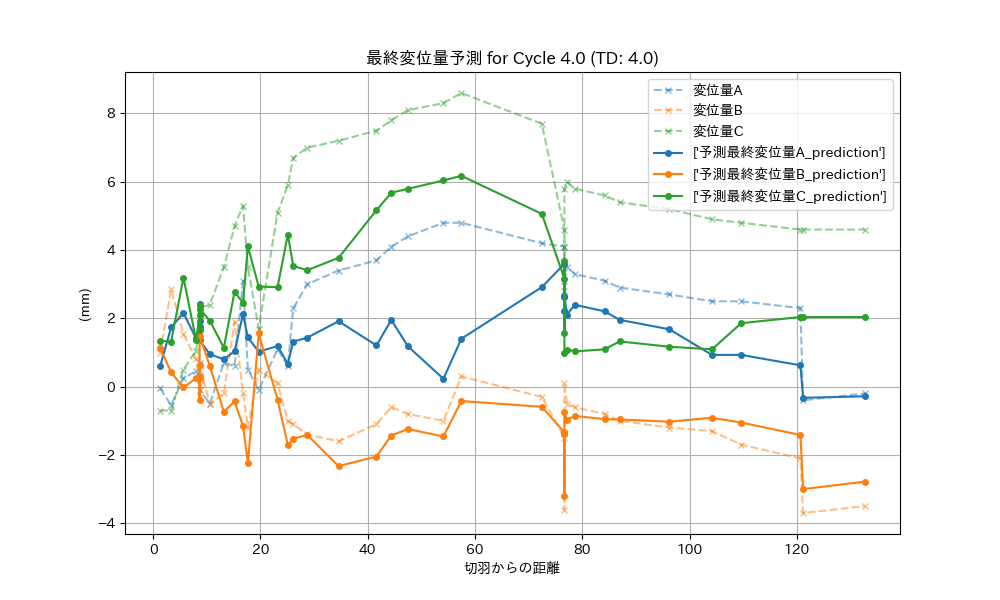 最終変位量予測 for Cycle 4.0 (TD: 4.0)
変位量A
変位量B
変位量C
['予測最終変位量A_prediction']
['予測最終変位量B_prediction']
['予測最終変位量C_prediction']
(mm)
8
6
4
2
0
−2
−4
0 20 40 60 80 100 120
切羽からの距離